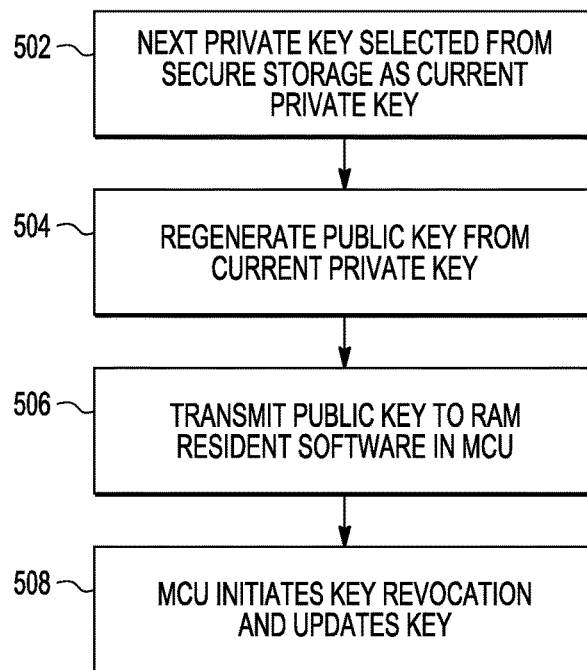 502
NEXT PRIVATE KEY SELECTED FROM
SECURE STORAGE AS CURRENT
PRIVATE KEY
504
REGENERATE PUBLIC KEY FROM
CURRENT PRIVATE KEY
506
TRANSMIT PUBLIC KEY TO RAM
RESIDENT SOFTWARE IN MCU
508
MCU INITIATES KEY REVOCATION
AND UPDATES KEY